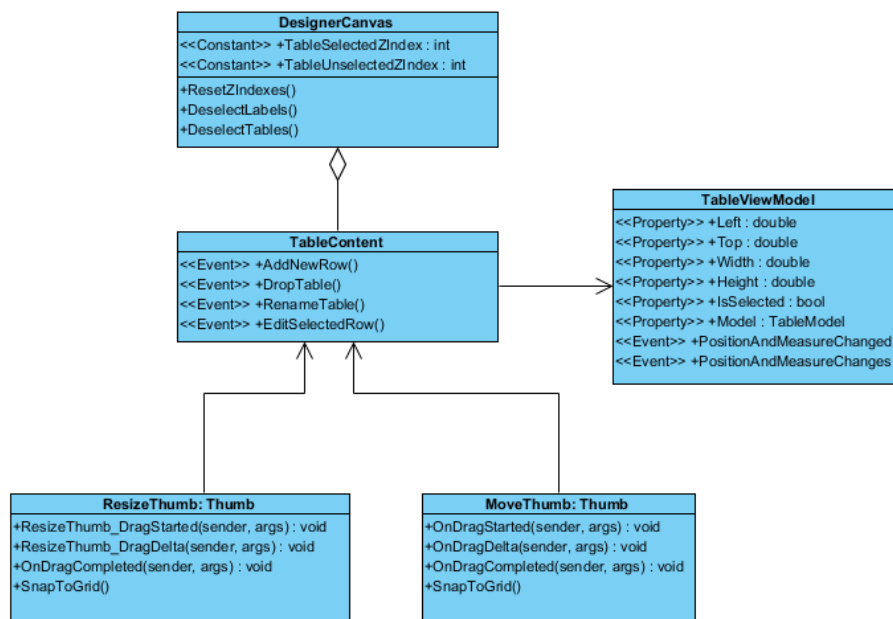 DesignerCanvas
<<Constant>> +TableSelectedZIndex : int
<<Constant>> +TableUnselectedZIndex : int
+ResetZIndexes()
+DeselectLabels()
+DeselectTables()
TableViewModel
<<Property>> +Left : double
<<Property>> +Top : double
<<Property>> +Width : double
<<Property>> +Height : double
<<Property>> +IsSelected : bool
<<Property>> +Model : TableModel
<<Event>> +PositionAndMeasureChanged
<<Event>> +PositionAndMeasureChanges
TableContent
<<Event>> +AddNewRow()
<<Event>> +DropTable()
<<Event>> +RenameTable()
<<Event>> +EditSelectedRow()
ResizeThumb: Thumb
+ResizeThumb_DragStarted(sender, args) : void
+ResizeThumb_DragDelta(sender, args) : void
+OnDragCompleted(sender, args) : void
+SnapToGrid()
MoveThumb: Thumb
+OnDragStarted(sender, args) : void
+OnDragDelta(sender, args) : void
+OnDragCompleted(sender, args) : void
+SnapToGrid()